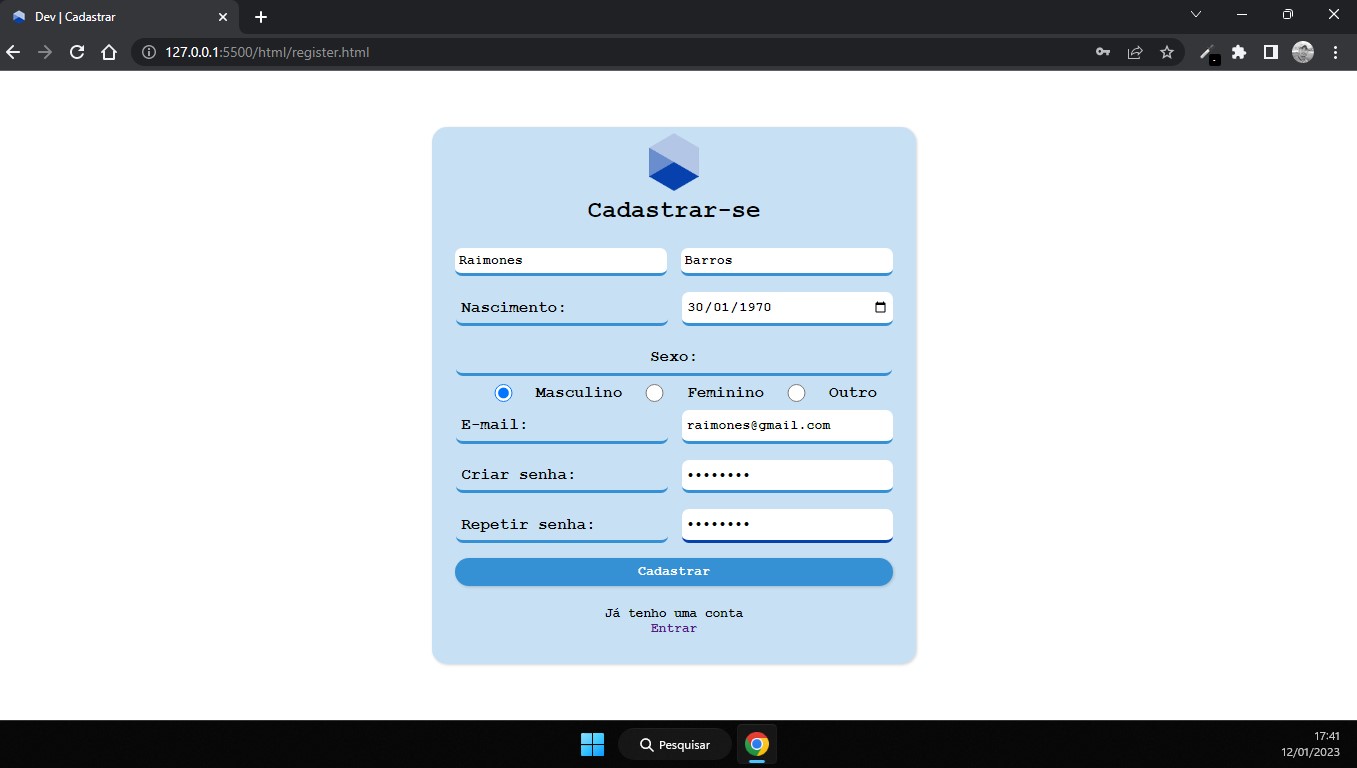 Dev | Cadastrar
127.0.0.1:5500/html/register.html
Cadastrar-se
Raimones Barros
Nascimento: 30/01/1970
Sexo:
Masculino Feminino Outro
E-mail: raimones@gmail.com
Criar senha: ••••••••
Repetir senha: ••••••••
Cadastrar
Já tenho uma conta
Entrar
Pesquisar
17:41
12/01/2023